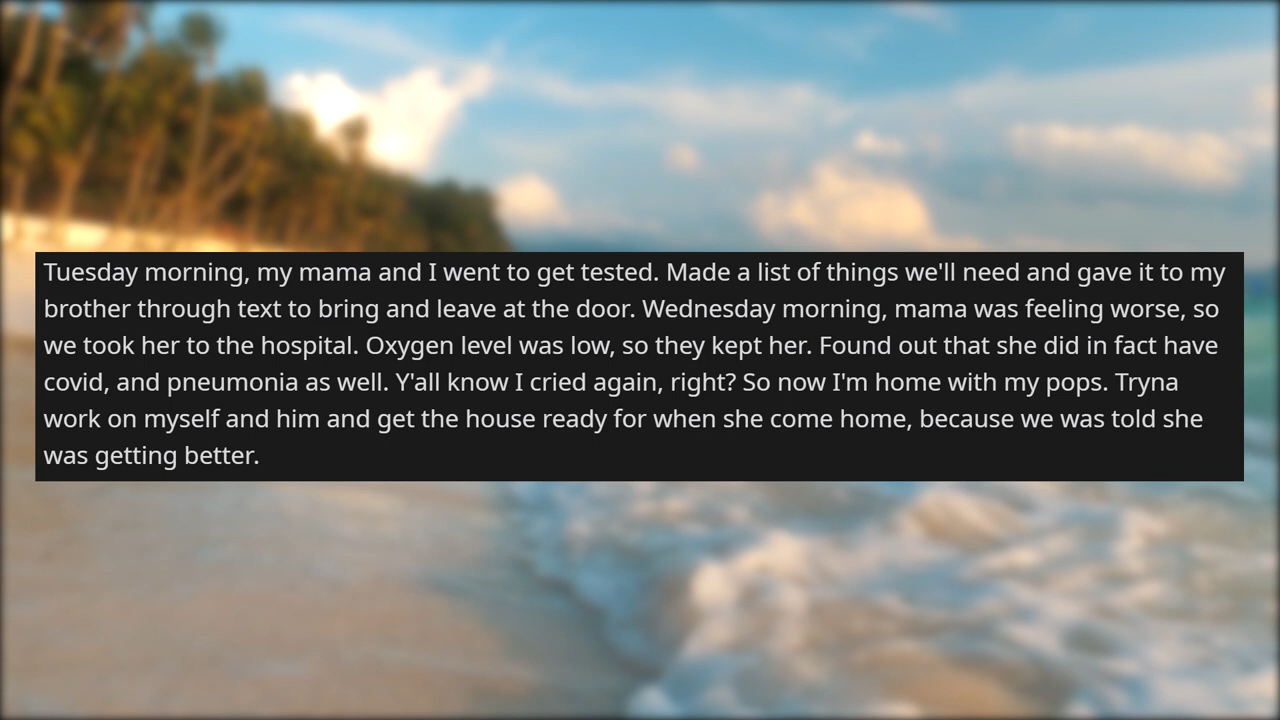 Tuesday morning, my mama and I went to get tested. Made a list of things we'll need and gave it to my
brother through text to bring and leave at the door. Wednesday morning, mama was feeling worse, so
we took her to the hospital. Oxygen level was low, so they kept her. Found out that she did in fact have
covid, and pneumonia as well. Y'all know I cried again, right? So now I'm home with my pops. Tryna
work on myself and him and get the house ready for when she come home, because we was told she
was getting better.